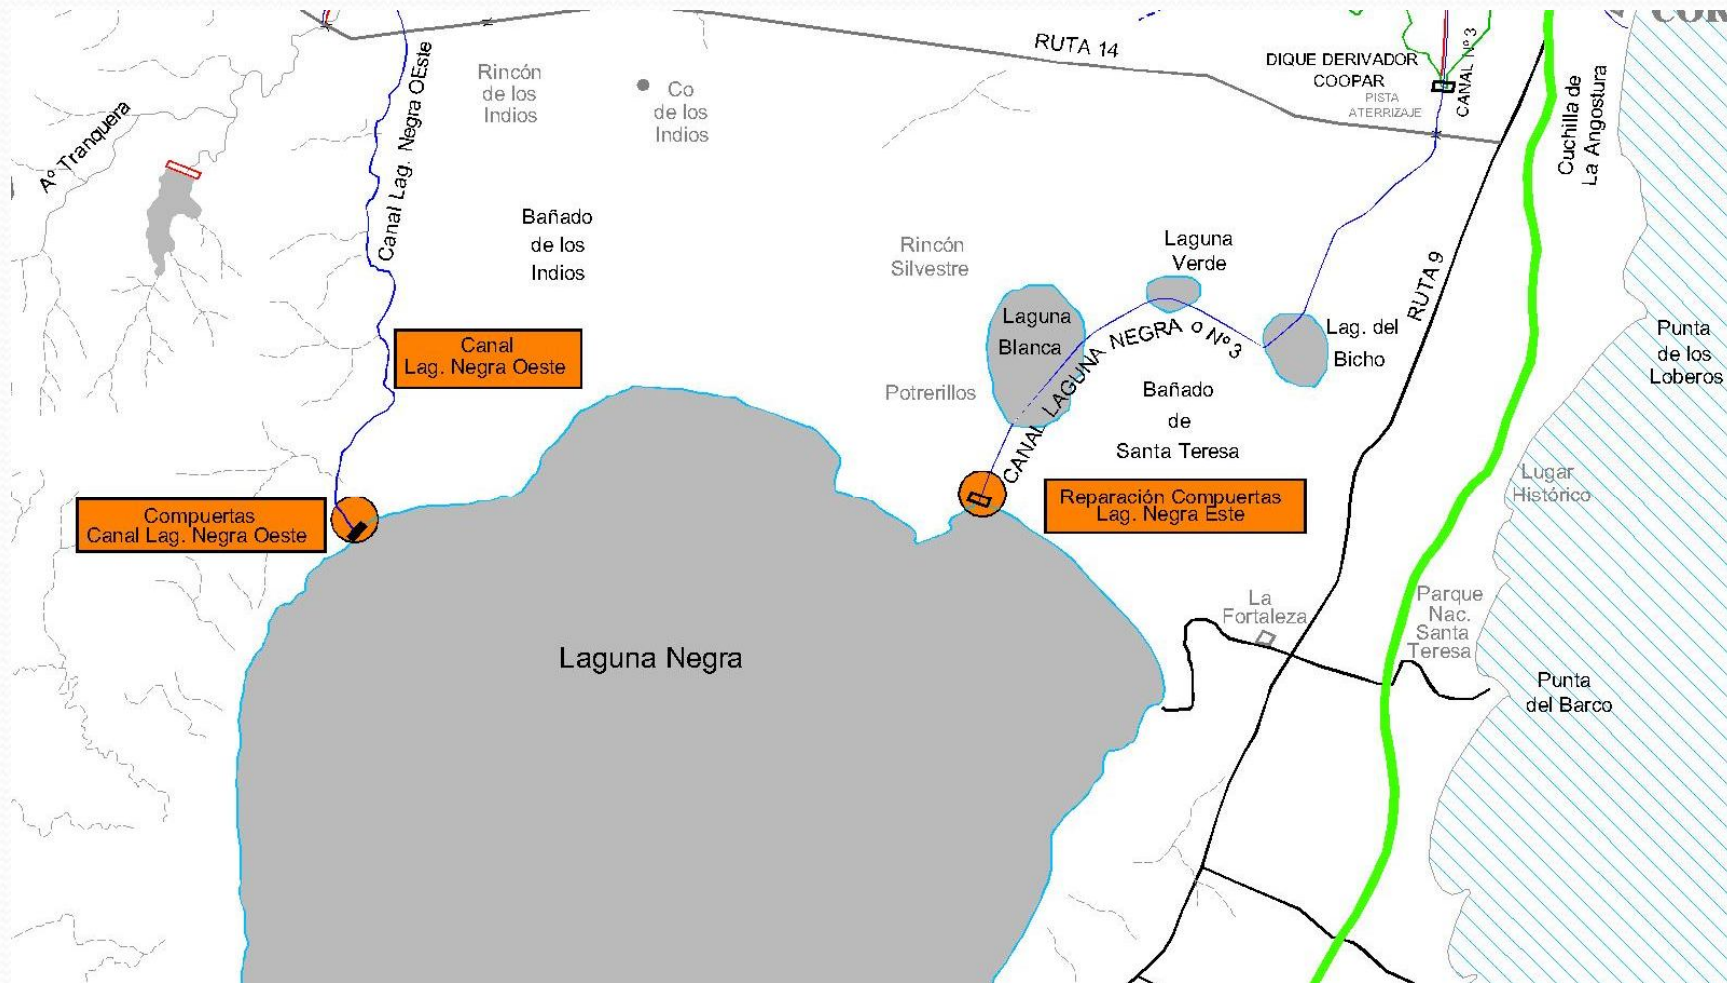 RUTA 14
DIQUE DERIVADOR
COOPAR
PISTA
ATERRIZAJE
CANAL Nº 3
Cuchilla de
La Angostura
Aº Tranquera
Canal Lag. Negra OEste
Rincón
de los
Indios
Co
de los
Indios
Bañado
de los
Indios
Rincón
Silvestre
Laguna
Verde
Laguna
Blanca
CANAL LAGUNA NEGRA o Nº 3
Lag. del
Bicho
RUTA 9
Punta
de los
Loberos
Canal
Lag. Negra Oeste
Potrerillos
Bañado
de
Santa Teresa
Lugar
Histórico
Compuertas
Canal Lag. Negra Oeste
Reparación Compuertas
Lag. Negra Este
La
Fortaleza
Parque
Nac.
Santa
Teresa
Laguna Negra
Punta
del Barco